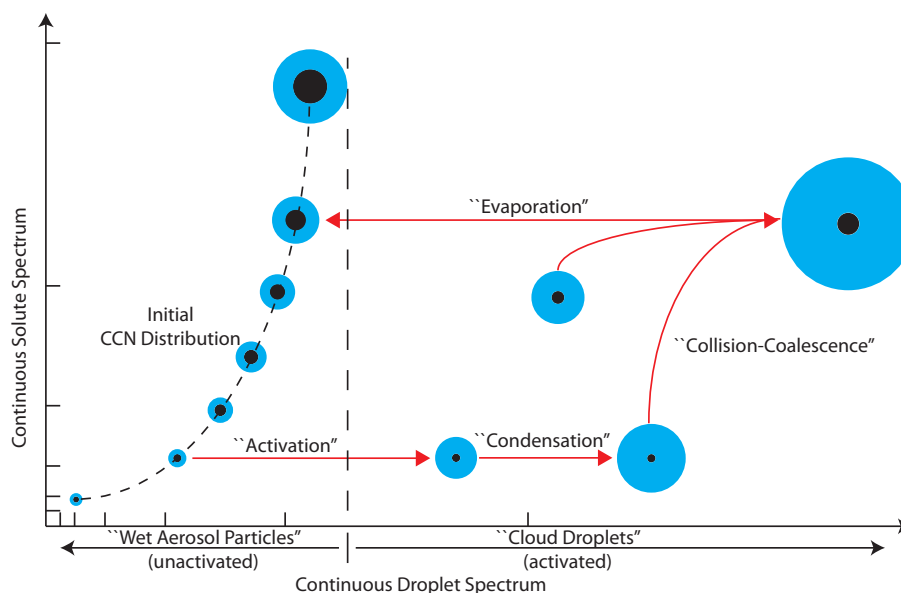 Continuous Solute Spectrum
Initial
CCN Distribution
``Evaporation”
``Collision-Coalescence”
``Activation”
``Condensation”
``Wet Aerosol Particles”
(unactivated)
``Cloud Droplets”
(activated)
Continuous Droplet Spectrum